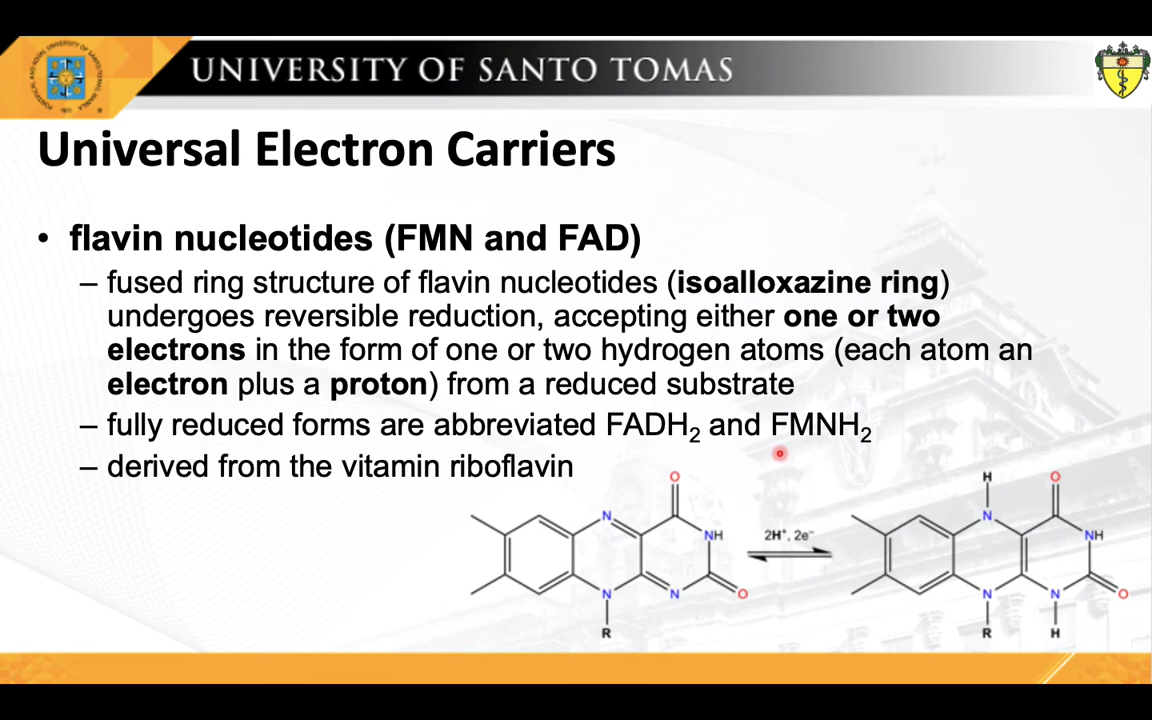 UNIVERSITY OF SANTO TOMAS
Universal Electron Carriers
• flavin nucleotides (FMN and FAD)
– fused ring structure of flavin nucleotides (isoalloxazine ring)
undergoes reversible reduction, accepting either one or two
electrons in the form of one or two hydrogen atoms (each atom an
electron plus a proton) from a reduced substrate
– fully reduced forms are abbreviated FADH₂ and FMNH₂
– derived from the vitamin riboflavin
O
N
NH
N
N
O
R
2H⁺, 2e⁻
H
O
N
NH
N
N
O
R
H